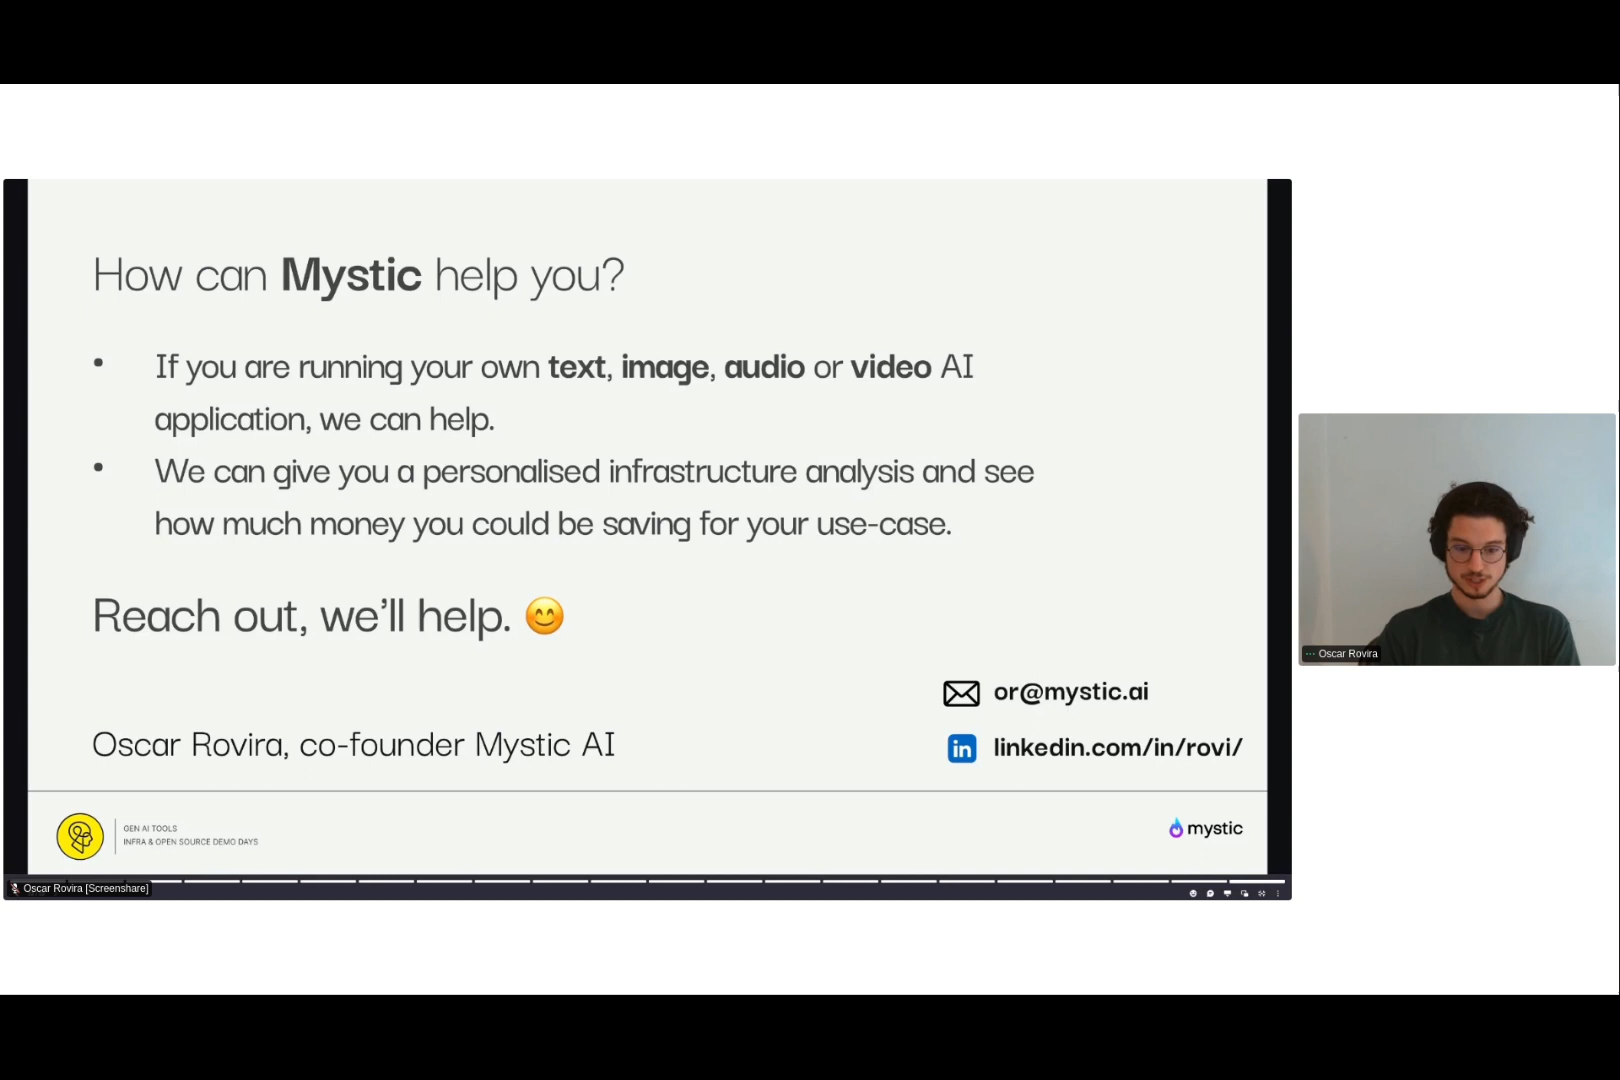 How can Mystic help you?
• If you are running your own text, image, audio or video AI
application, we can help.
• We can give you a personalised infrastructure analysis and see
how much money you could be saving for your use-case.
Reach out, we'll help. 😊
or@mystic.ai
Oscar Rovira, co-founder Mystic AI
in linkedin.com/in/rovi/
GEN AI TOOLS
INFRA & OPEN SOURCE DEMO DAYS
mystic
Oscar Rovira [Screenshare]
Oscar Rovira